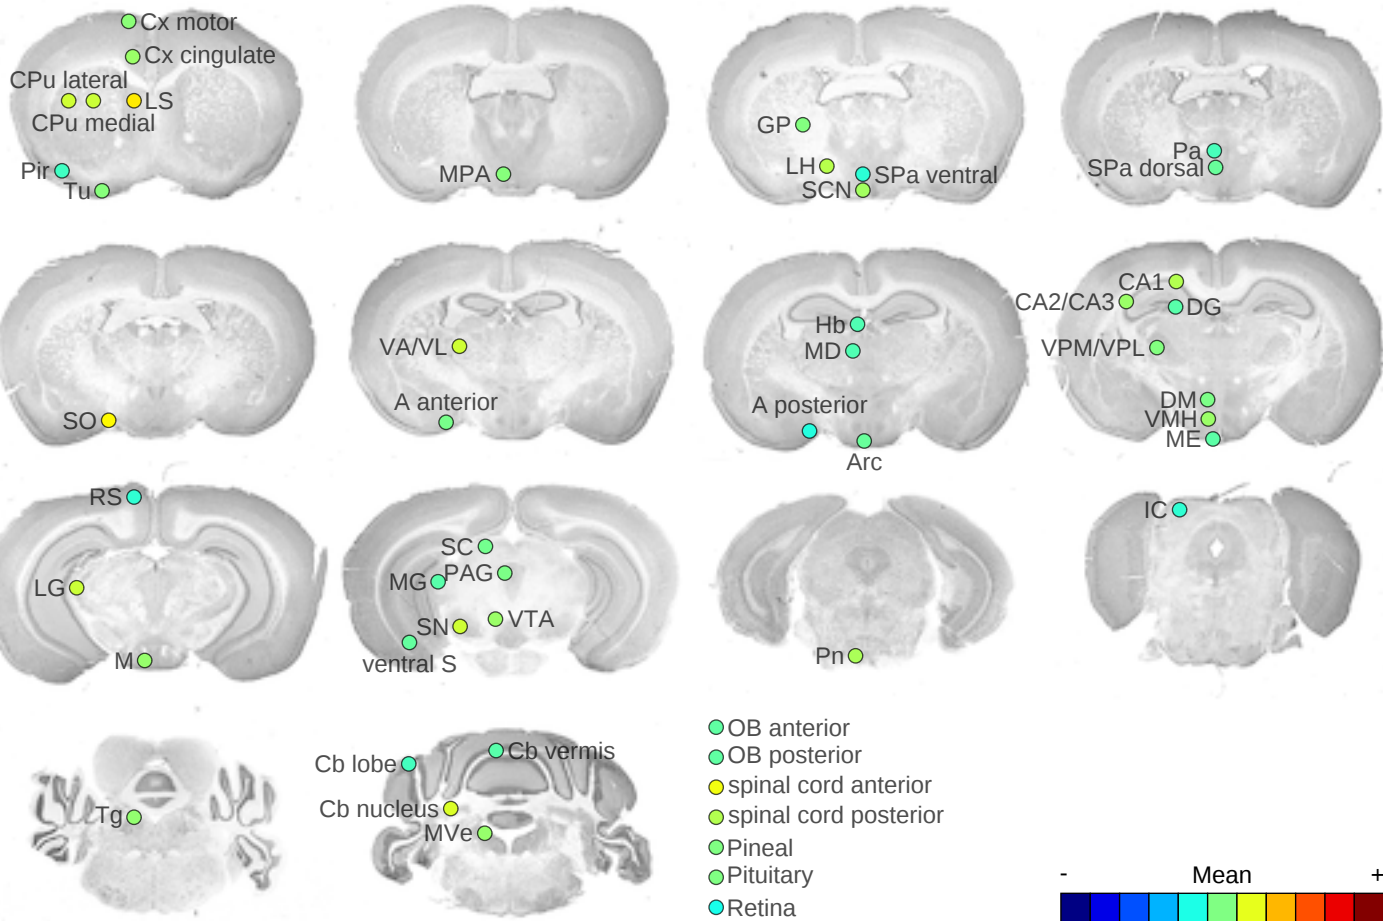 Cx motor
Cx cingulate
CPu lateral
LS
CPu medial
Pir
Tu
MPA
GP
LH
SPa ventral
SCN
Pa
SPa dorsal
SO
VA/VL
A anterior
Hb
MD
A posterior
Arc
CA1
CA2/CA3
DG
VPM/VPL
DM
VMH
ME
RS
LG
M
SC
MG
PAG
SN
VTA
ventral S
Pn
IC
Tg
Cb lobe
Cb vermis
Cb nucleus
MVe
OB anterior
OB posterior
spinal cord anterior
spinal cord posterior
Pineal
Pituitary
Retina
- Mean +